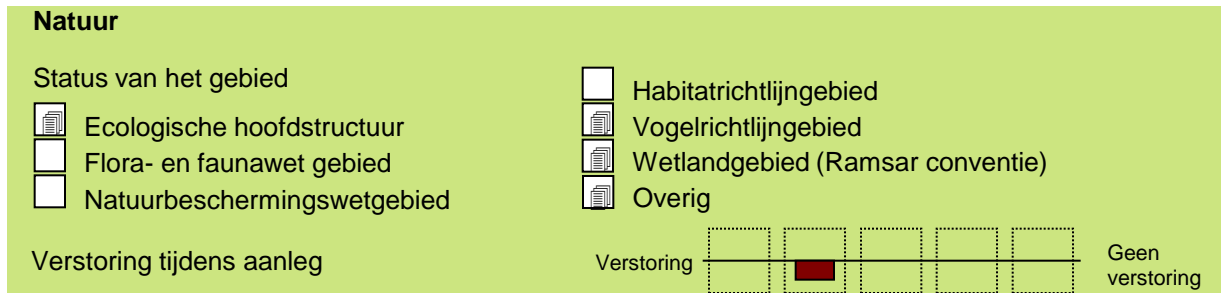 Natuur
Status van het gebied
Ecologische hoofdstructuur
Flora- en faunawet gebied
Natuurbeschermingswetgebied
Habitatrichtlijngebied
Vogelrichtlijngebied
Wetlandgebied (Ramsar conventie)
Overig
Verstoring tijdens aanleg
Verstoring
Geen
verstoring